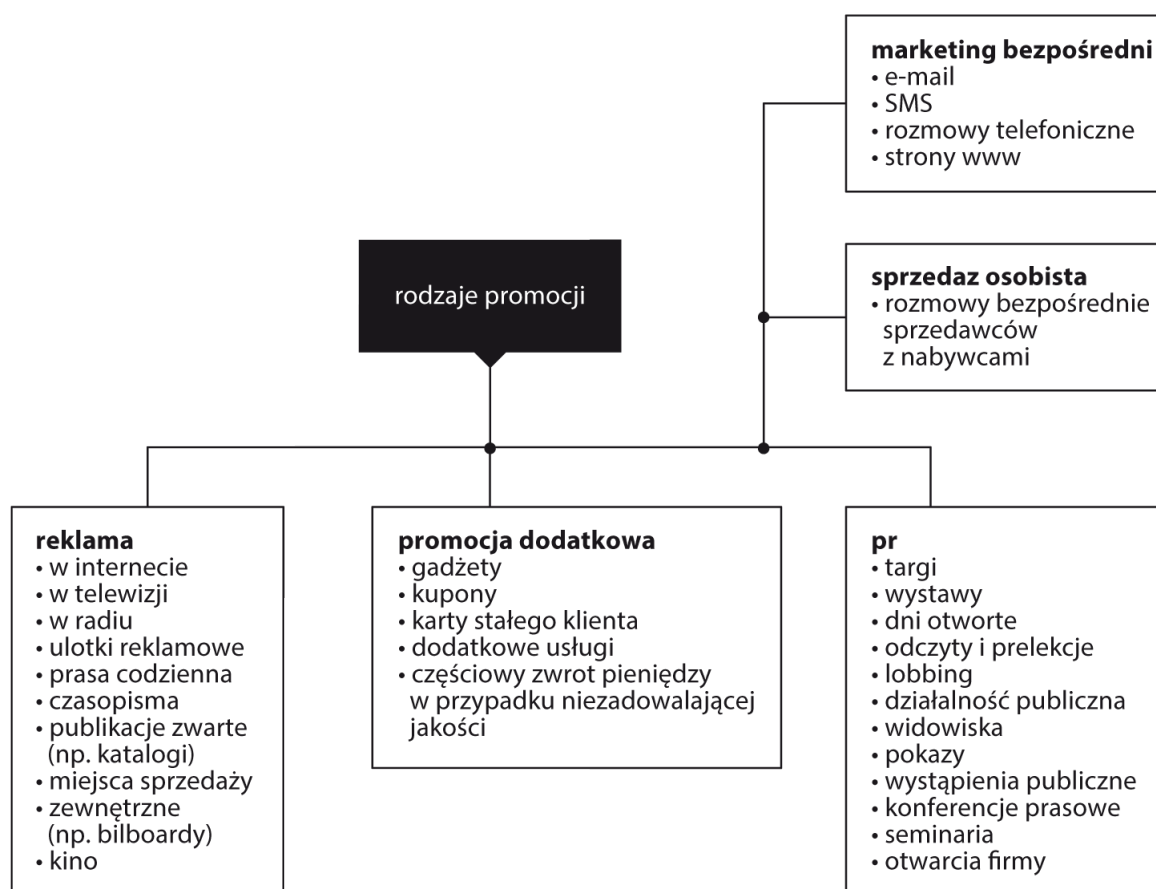 marketing bezpośredni
• e-mail
• SMS
• rozmowy telefoniczne
• strony www
rodzaje promocji
sprzedaz osobista
• rozmowy bezpośrednie
sprzedawców
z nabywcami
reklama
• w internecie
• w telewizji
• w radiu
• ulotki reklamowe
• prasa codzienna
• czasopisma
• publikacje zwarte
(np. katalogi)
• miejsca sprzedaży
• zewnętrzne
(np. bilboardy)
• kino
promocja dodatkowa
• gadżety
• kupony
• karty stałego klienta
• dodatkowe usługi
• częściowy zwrot pieniędzy
w przypadku niezadowalającej
jakości
pr
• targi
• wystawy
• dni otworte
• odczyty i prelekcje
• lobbing
• działalność publiczna
• widowiska
• pokazy
• wystąpienia publiczne
• konferencje prasowe
• seminaria
• otwarcia firmy